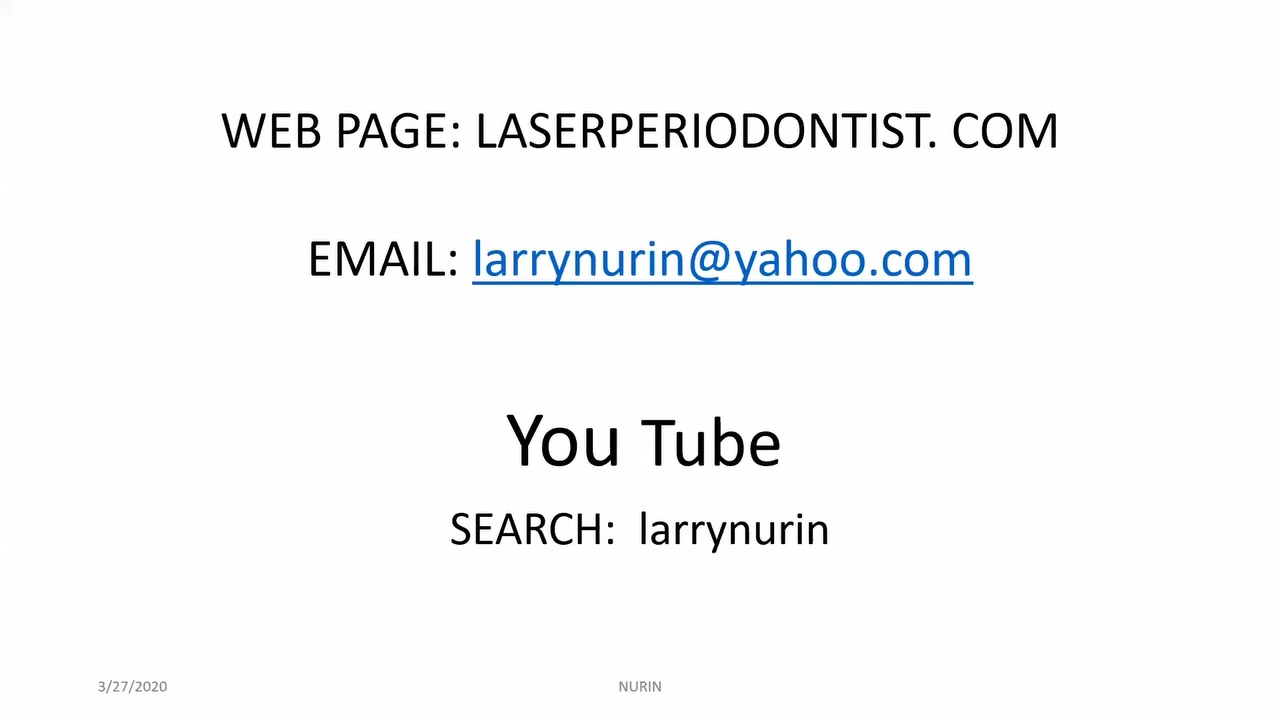 WEB PAGE: LASERPERIODONTIST. COM
EMAIL: larrynurin@yahoo.com
You Tube
SEARCH:  larrynurin
3/27/2020
NURIN